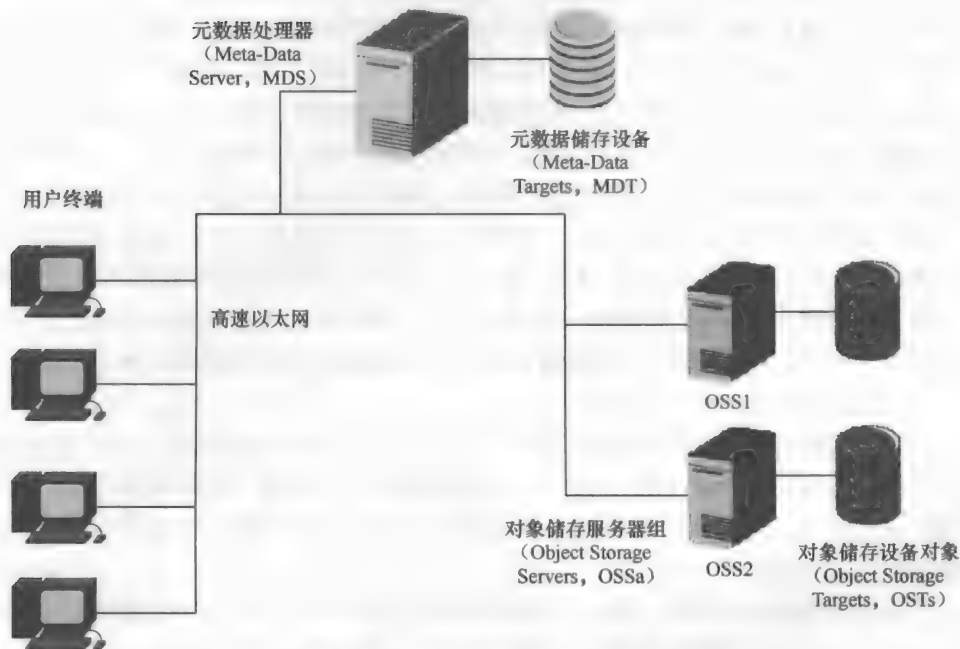 元数据处理器
（Meta-Data
Server，MDS）
元数据储存设备
（Meta-Data
Targets，MDT）
用户终端
高速以太网
OSS1
对象储存服务器组
（Object Storage
Servers，OSSa）
OSS2
对象储存设备对象
（Object Storage
Targets，OSTs）